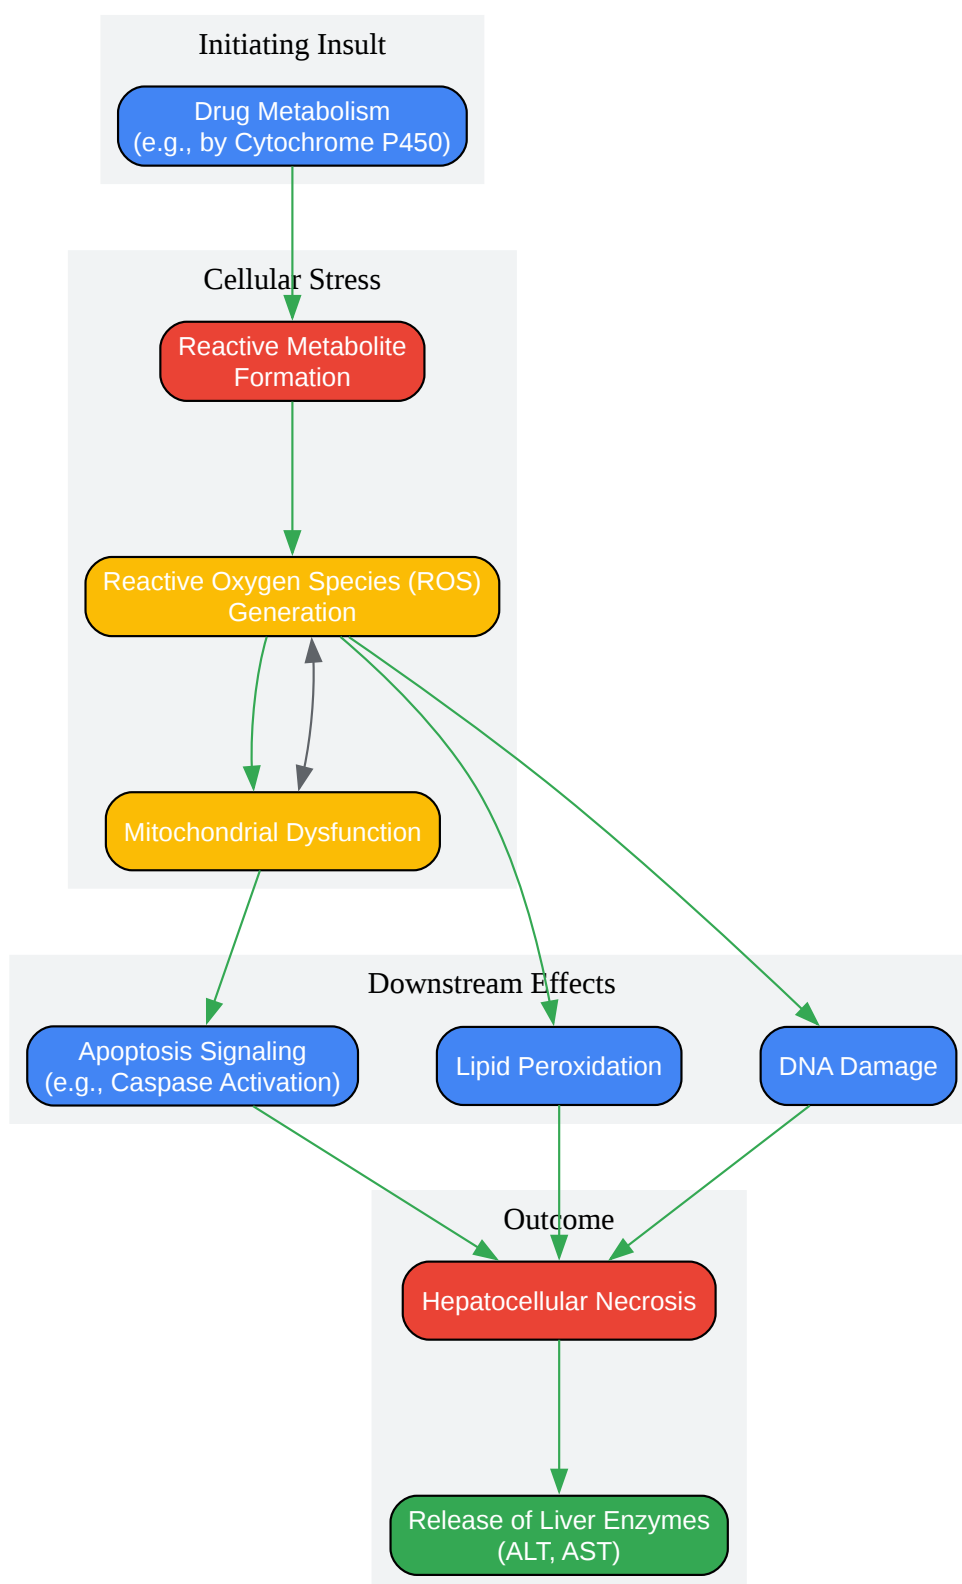 Initiating Insult
Drug Metabolism
(e.g., by Cytochrome P450)
Cellular Stress
Reactive Metabolite
Formation
Reactive Oxygen Species (ROS)
Generation
Mitochondrial Dysfunction
Downstream Effects
Apoptosis Signaling
(e.g., Caspase Activation)
Lipid Peroxidation
DNA Damage
Outcome
Hepatocellular Necrosis
Release of Liver Enzymes
(ALT, AST)